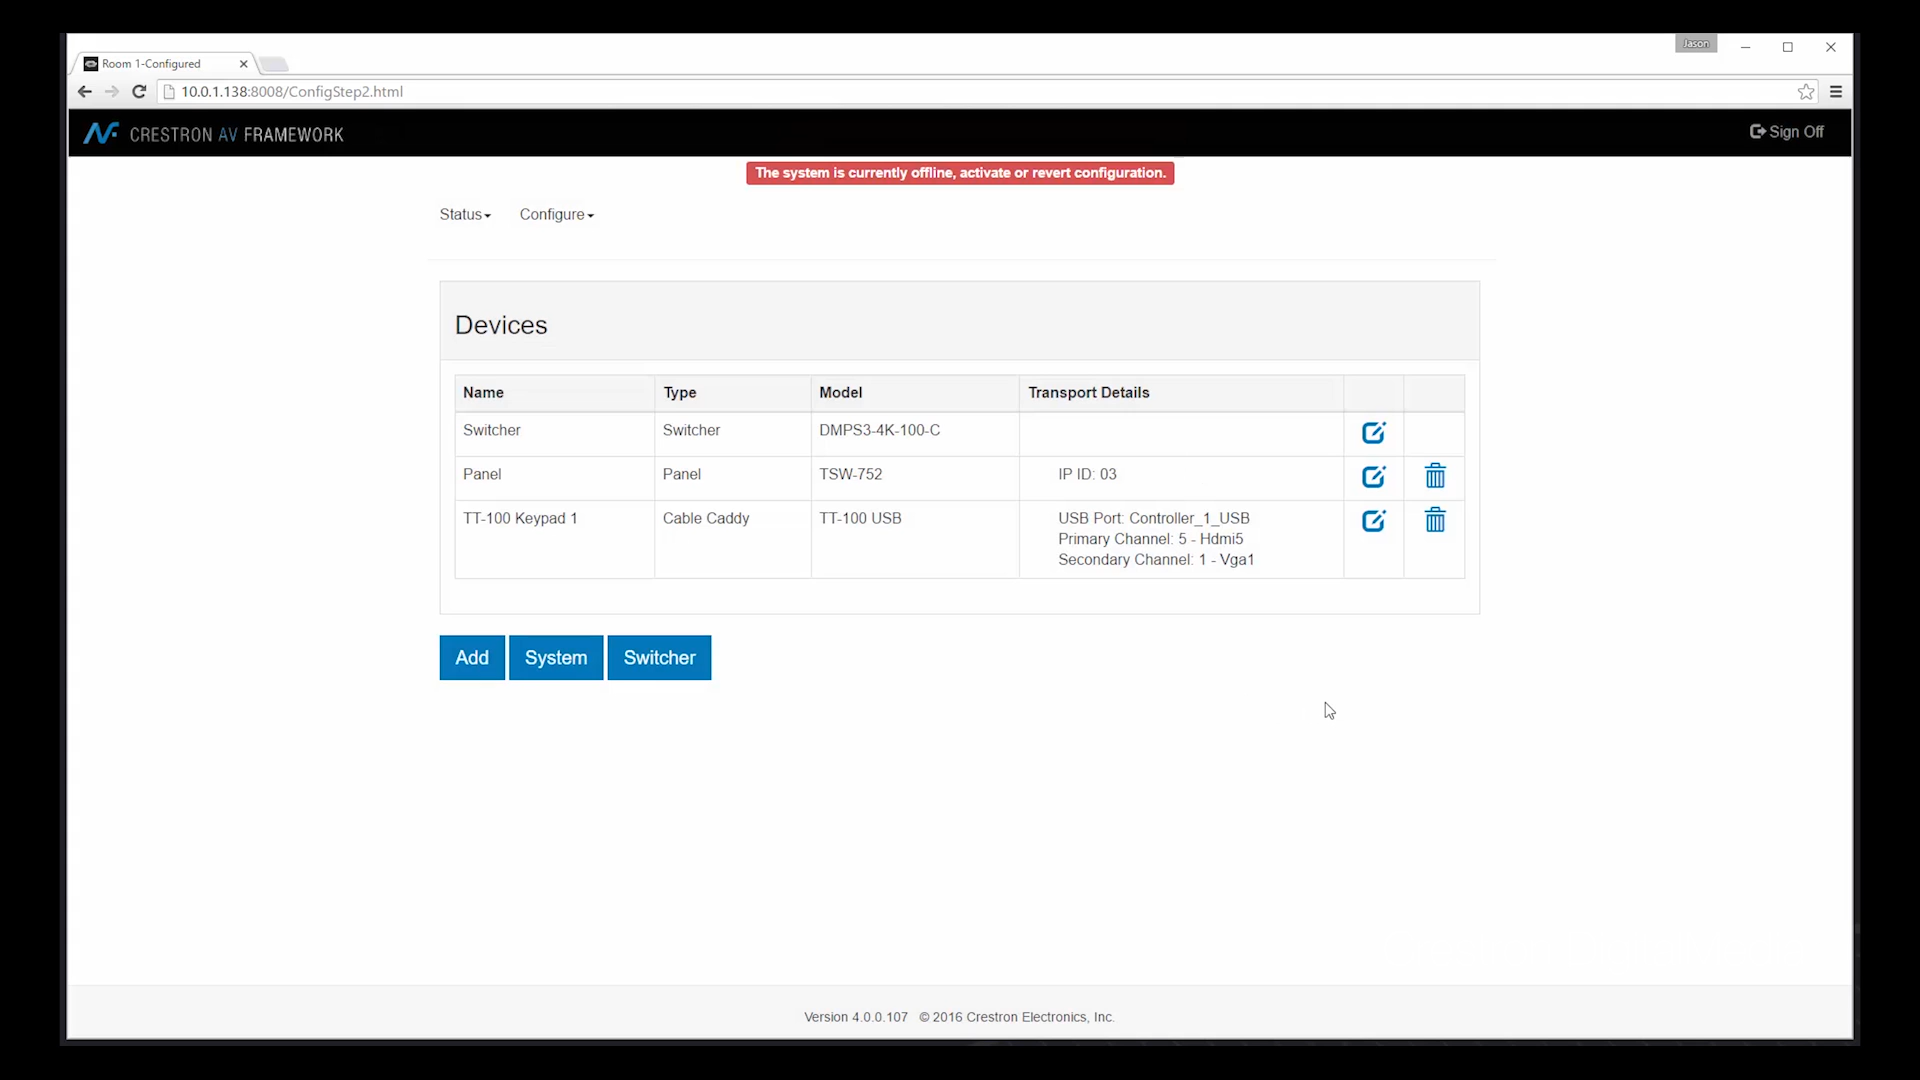 Jason
Room 1-Configured
10.0.1.138:8008/ConfigStep2.html
CRESTRON AV FRAMEWORK
Sign Off
The system is currently offline, activate or revert configuration.
Status Configure
Devices
Name Type Model Transport Details
Switcher Switcher DMPS3-4K-100-C
Panel Panel TSW-752 IP ID: 03
TT-100 Keypad 1 Cable Caddy TT-100 USB USB Port: Controller_1_USB
Primary Channel: 5 - Hdmi5
Secondary Channel: 1 - Vga1
Add System Switcher
Version 4.0.0.107 © 2016 Crestron Electronics, Inc.